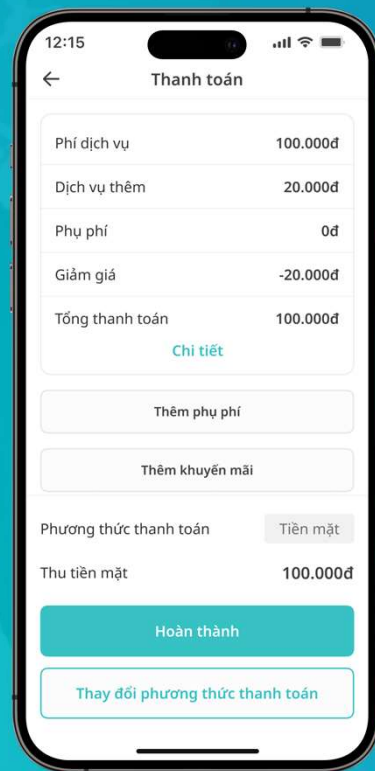 12:15
Thanh toán
Phí dịch vụ 100.000đ
Dịch vụ thêm 20.000đ
Phụ phí 0đ
Giảm giá -20.000đ
Tổng thanh toán 100.000đ
Chi tiết
Thêm phụ phí
Thêm khuyến mãi
Phương thức thanh toán Tiền mặt
Thu tiền mặt 100.000đ
Hoàn thành
Thay đổi phương thức thanh toán